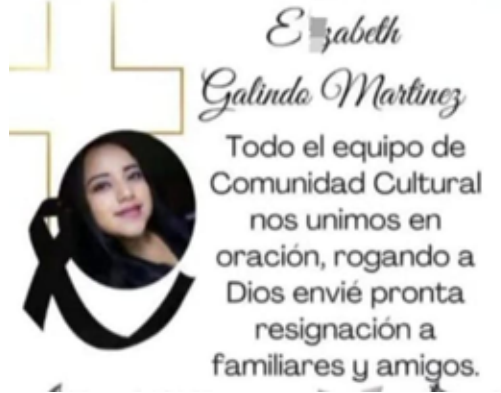 Galindo Martinez
Todo el equipo de
Comunidad Cultural
nos unimos en
oración, rogando a
Dios envié pronta
resignación a
familiares y amigos.